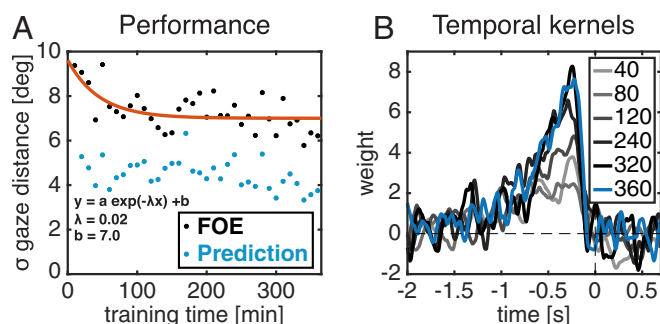 A
Performance
σ gaze distance [deg]
10
8
6
4
2
0
y = a exp(-λx) +b
λ = 0.02
b = 7.0
FOE
Prediction
0
100
200
300
training time [min]
B
Temporal kernels
weight
8
6
4
2
0
-2
40
80
120
240
320
360
-2
-1.5
-1
-0.5
0
0.5
time [s]